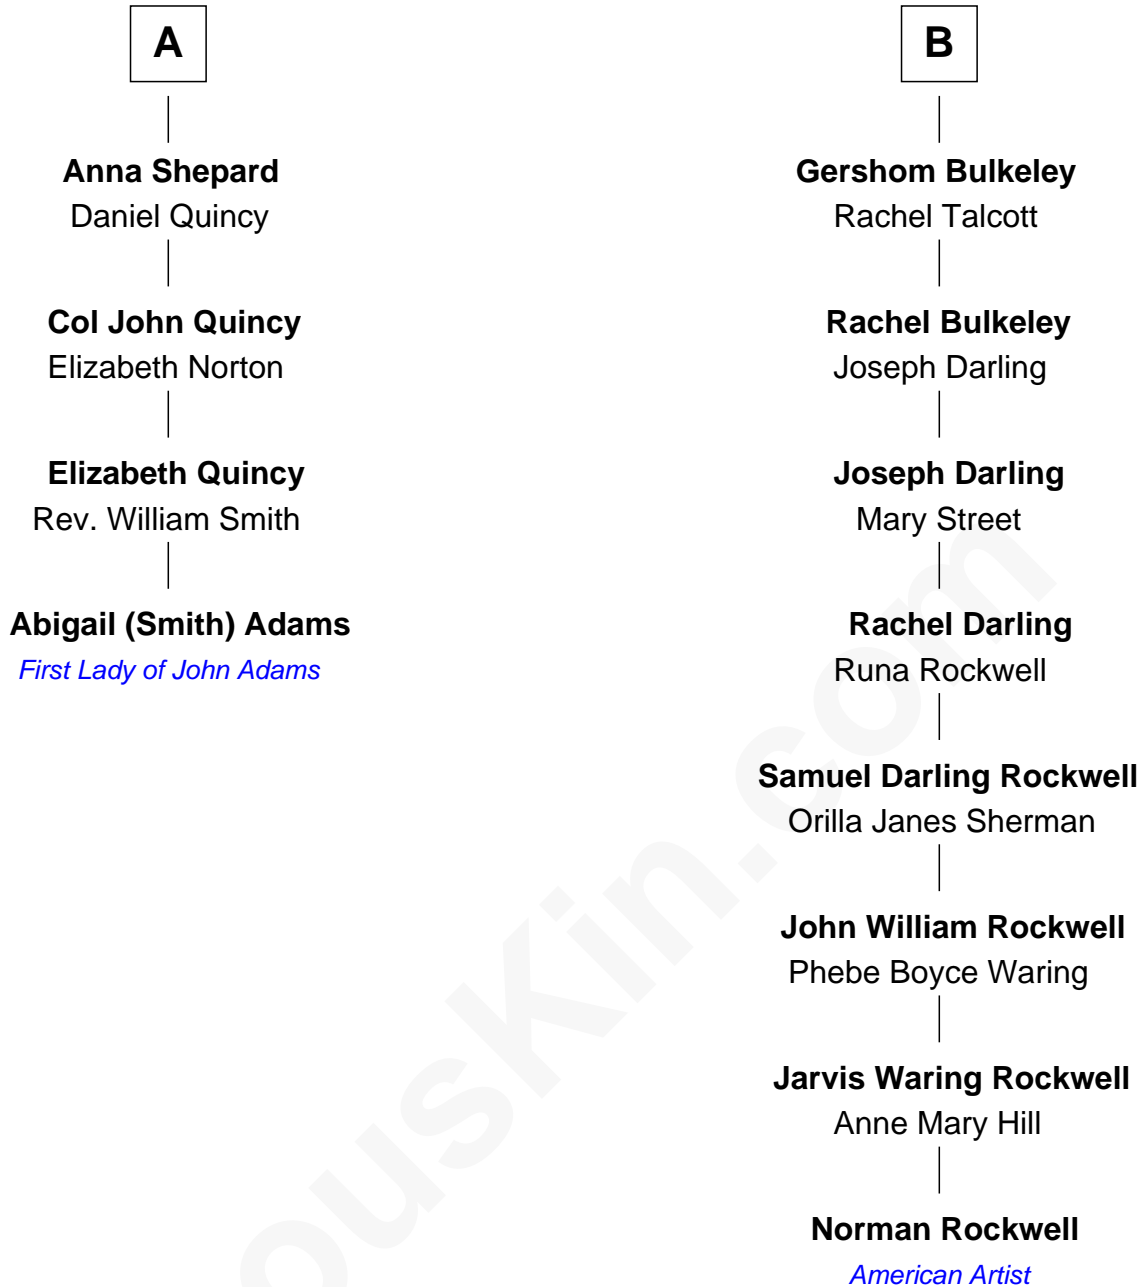 A
Anna Shepard
Daniel Quincy
Col John Quincy
Elizabeth Norton
Elizabeth Quincy
Rev. William Smith
Abigail (Smith) Adams
First Lady of John Adams
B
Gershom Bulkeley
Rachel Talcott
Rachel Bulkeley
Joseph Darling
Joseph Darling
Mary Street
Rachel Darling
Runa Rockwell
Samuel Darling Rockwell
Orilla Janes Sherman
John William Rockwell
Phebe Boyce Waring
Jarvis Waring Rockwell
Anne Mary Hill
Norman Rockwell
American Artist
ousKin.com